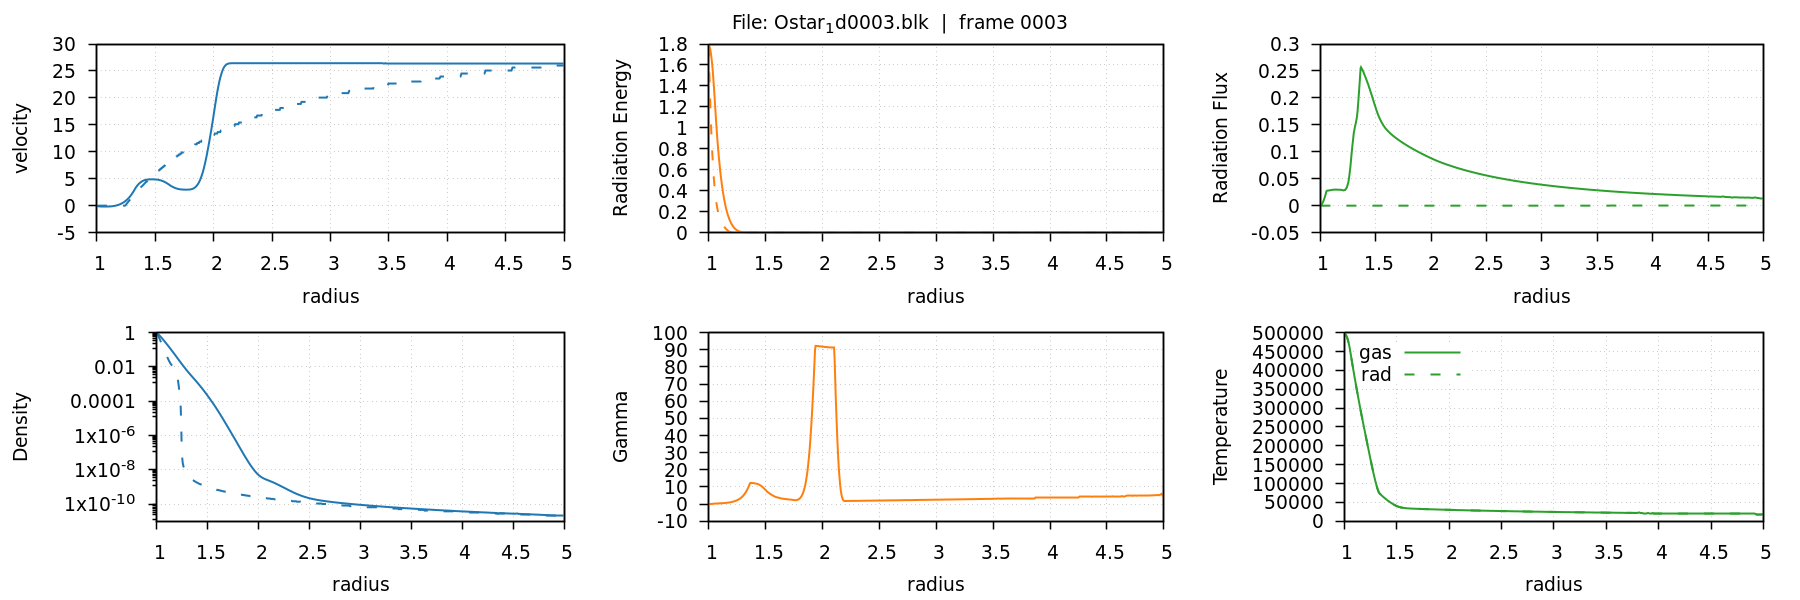 File: Ostar₁d0003.blk | frame 0003
velocity
30
25
20
15
10
5
0
-5
1 1.5 2 2.5 3 3.5 4 4.5 5
radius
Radiation Energy
1.8
1.6
1.4
1.2
1
0.8
0.6
0.4
0.2
0
1 1.5 2 2.5 3 3.5 4 4.5 5
radius
Radiation Flux
0.3
0.25
0.2
0.15
0.1
0.05
0
-0.05
1 1.5 2 2.5 3 3.5 4 4.5 5
radius
Density
1
0.01
0.0001
1x10⁻⁶
1x10⁻⁸
1x10⁻¹⁰
1 1.5 2 2.5 3 3.5 4 4.5 5
radius
Gamma
100
90
80
70
60
50
40
30
20
10
0
-10
1 1.5 2 2.5 3 3.5 4 4.5 5
radius
Temperature
500000
450000
400000
350000
300000
250000
200000
150000
100000
50000
0
gas
rad
1 1.5 2 2.5 3 3.5 4 4.5 5
radius